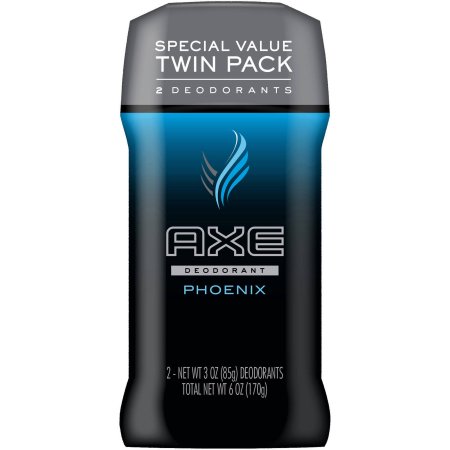 SPECIAL VALUE
TWIN PACK
2 DEODORANTS
AXE
DEODORANT
PHOENIX
2 - NET WT 3 OZ (85g) DEODORANTS
TOTAL NET WT 6 OZ (170g)